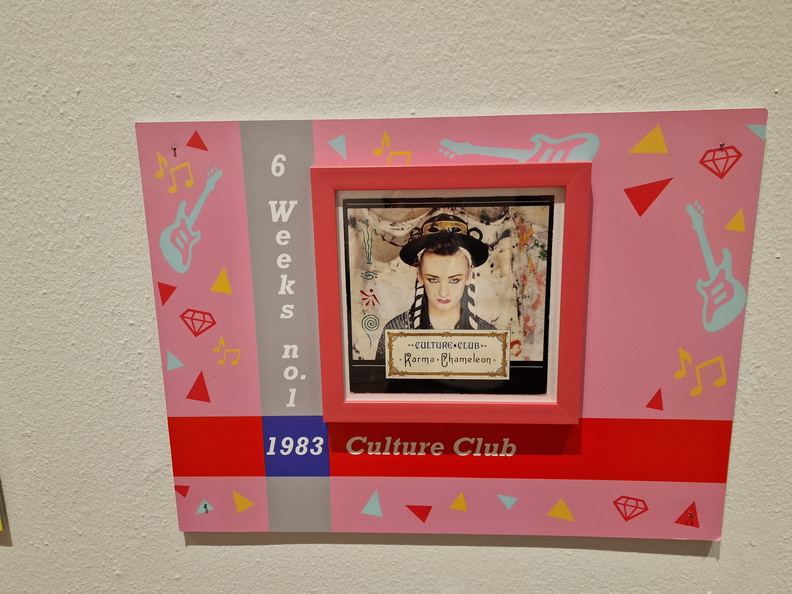 6 Weeks no.1
CULTURE CLUB
Karma Chameleon
1983 Culture Club